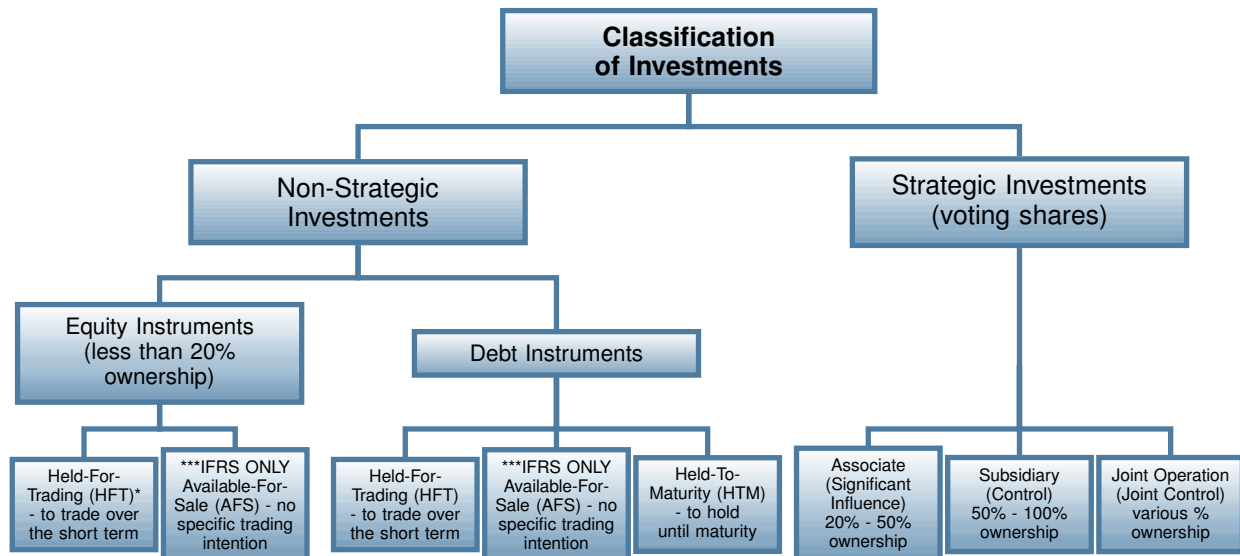 Classification
of Investments
Non-Strategic
Investments
Strategic Investments
(voting shares)
Equity Instruments
(less than 20%
ownership)
Debt Instruments
Held-For-
Trading (HFT)*
- to trade over
the short term
***IFRS ONLY
Available-For-
Sale (AFS) - no
specific trading
intention
Held-For-
Trading (HFT)
- to trade over
the short term
***IFRS ONLY
Available-For-
Sale (AFS) - no
specific trading
intention
Held-To-
Maturity (HTM)
- to hold
until maturity
Associate
(Significant
Influence)
20% - 50%
ownership
Subsidiary
(Control)
50% - 100%
ownership
Joint Operation
(Joint Control)
various %
ownership